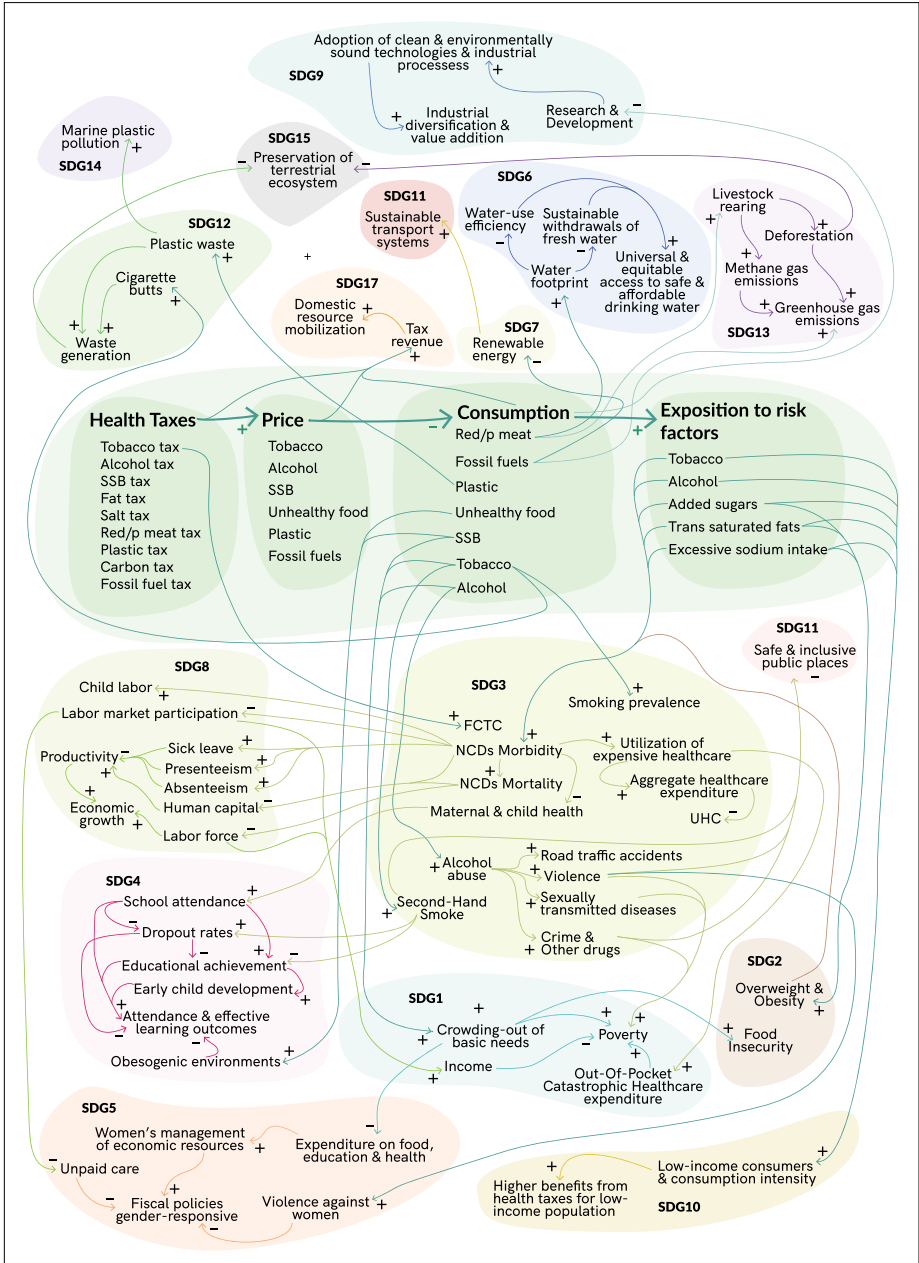 Adoption of clean & environmentally
sound technologies & industrial
processess
+
SDG9
+
Industrial
diversification &
value addition
Research &
Development
-
Marine plastic
pollution
+
SDG14
SDG15
-
Preservation of
terrestrial
ecosystem
-
SDG11
Sustainable
transport
systems
+
SDG6
Water-use
efficiency
-
Sustainable
withdrawals of
fresh water
-
Water
footprint
+
+
Universal &
equitable
access to safe &
affordable
drinking water
Livestock
rearing
+
+
Deforestation
+
Methane gas
emissions
+
+
Greenhouse gas
emissions
+
SDG13
SDG12
Plastic waste
+
Cigarette
butts
+
+
+
Waste
generation
+
SDG17
Domestic
resource
mobilization
+
Tax
revenue
+
SDG7
Renewable
energy
-
Health Taxes
+
Tobacco tax
Alcohol tax
SSB tax
Fat tax
Salt tax
Red/p meat tax
Plastic tax
Carbon tax
Fossil fuel tax
Price
-
Tobacco
Alcohol
SSB
Unhealthy food
Plastic
Fossil fuels
Consumption
+
Red/p meat
Fossil fuels
Plastic
Unhealthy food
SSB
Tobacco
Alcohol
Exposition to risk
factors
Tobacco
Alcohol
Added sugars
Trans saturated fats
Excessive sodium intake
SDG11
Safe & inclusive
public places
-
SDG8
Child labor
+
Labor market participation
-
Productivity
-
+
Sick leave
+
Presenteeism
+
Absenteeism
+
Human capital
-
+
Economic
growth
+
Labor force
-
SDG3
+
Smoking prevalence
+
FCTC
NCDs Morbidity
+
+
NCDs Mortality
Maternal & child health
-
+
Utilization of
expensive healthcare
+
Aggregate healthcare
expenditure
UHC
-
+
Alcohol
abuse
+
Road traffic accidents
+
Violence
+
Sexually
transmitted diseases
+
Crime &
Other drugs
+
Second-Hand
Smoke
SDG4
School attendance
+
-
Dropout rates
+
-
+
Educational achievement
-
Early child development
+
+
Attendance & effective
learning outcomes
-
-
Obesogenic environments
+
SDG1
+
+
Crowding-out of
basic needs
+
Income
+
+
-
Poverty
+
+
Out-Of-Pocket
Catastrophic Healthcare
expenditure
+
SDG2
Overweight &
Obesity
+
+
Food
Insecurity
SDG5
Women's management
of economic resources
+
-
Expenditure on food,
education & health
-
Unpaid care
-
+
Fiscal policies
gender-responsive
-
Violence against
women
+
+
Higher benefits from
health taxes for low-
income population
Low-income consumers
& consumption intensity
+
SDG10